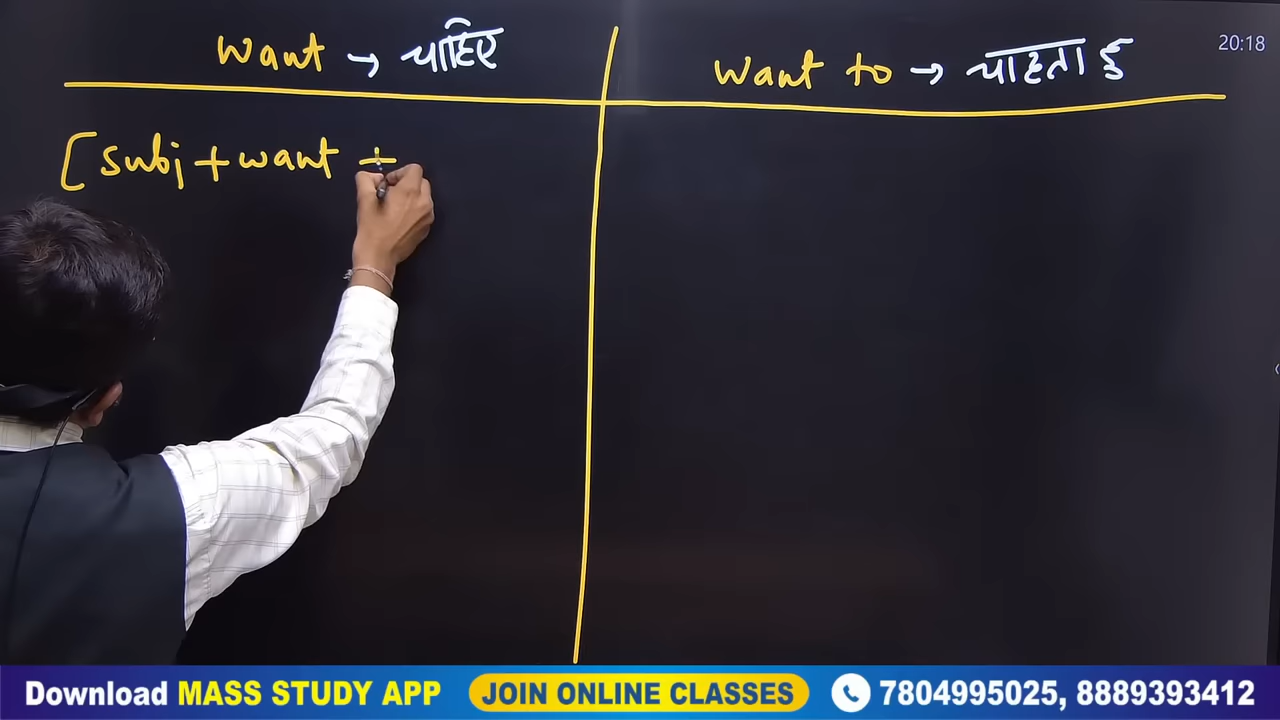 want → चाहिए
want to → चाहता हूँ
20:18
[subj + want +
Download MASS STUDY APP JOIN ONLINE CLASSES 7804995025, 8889393412